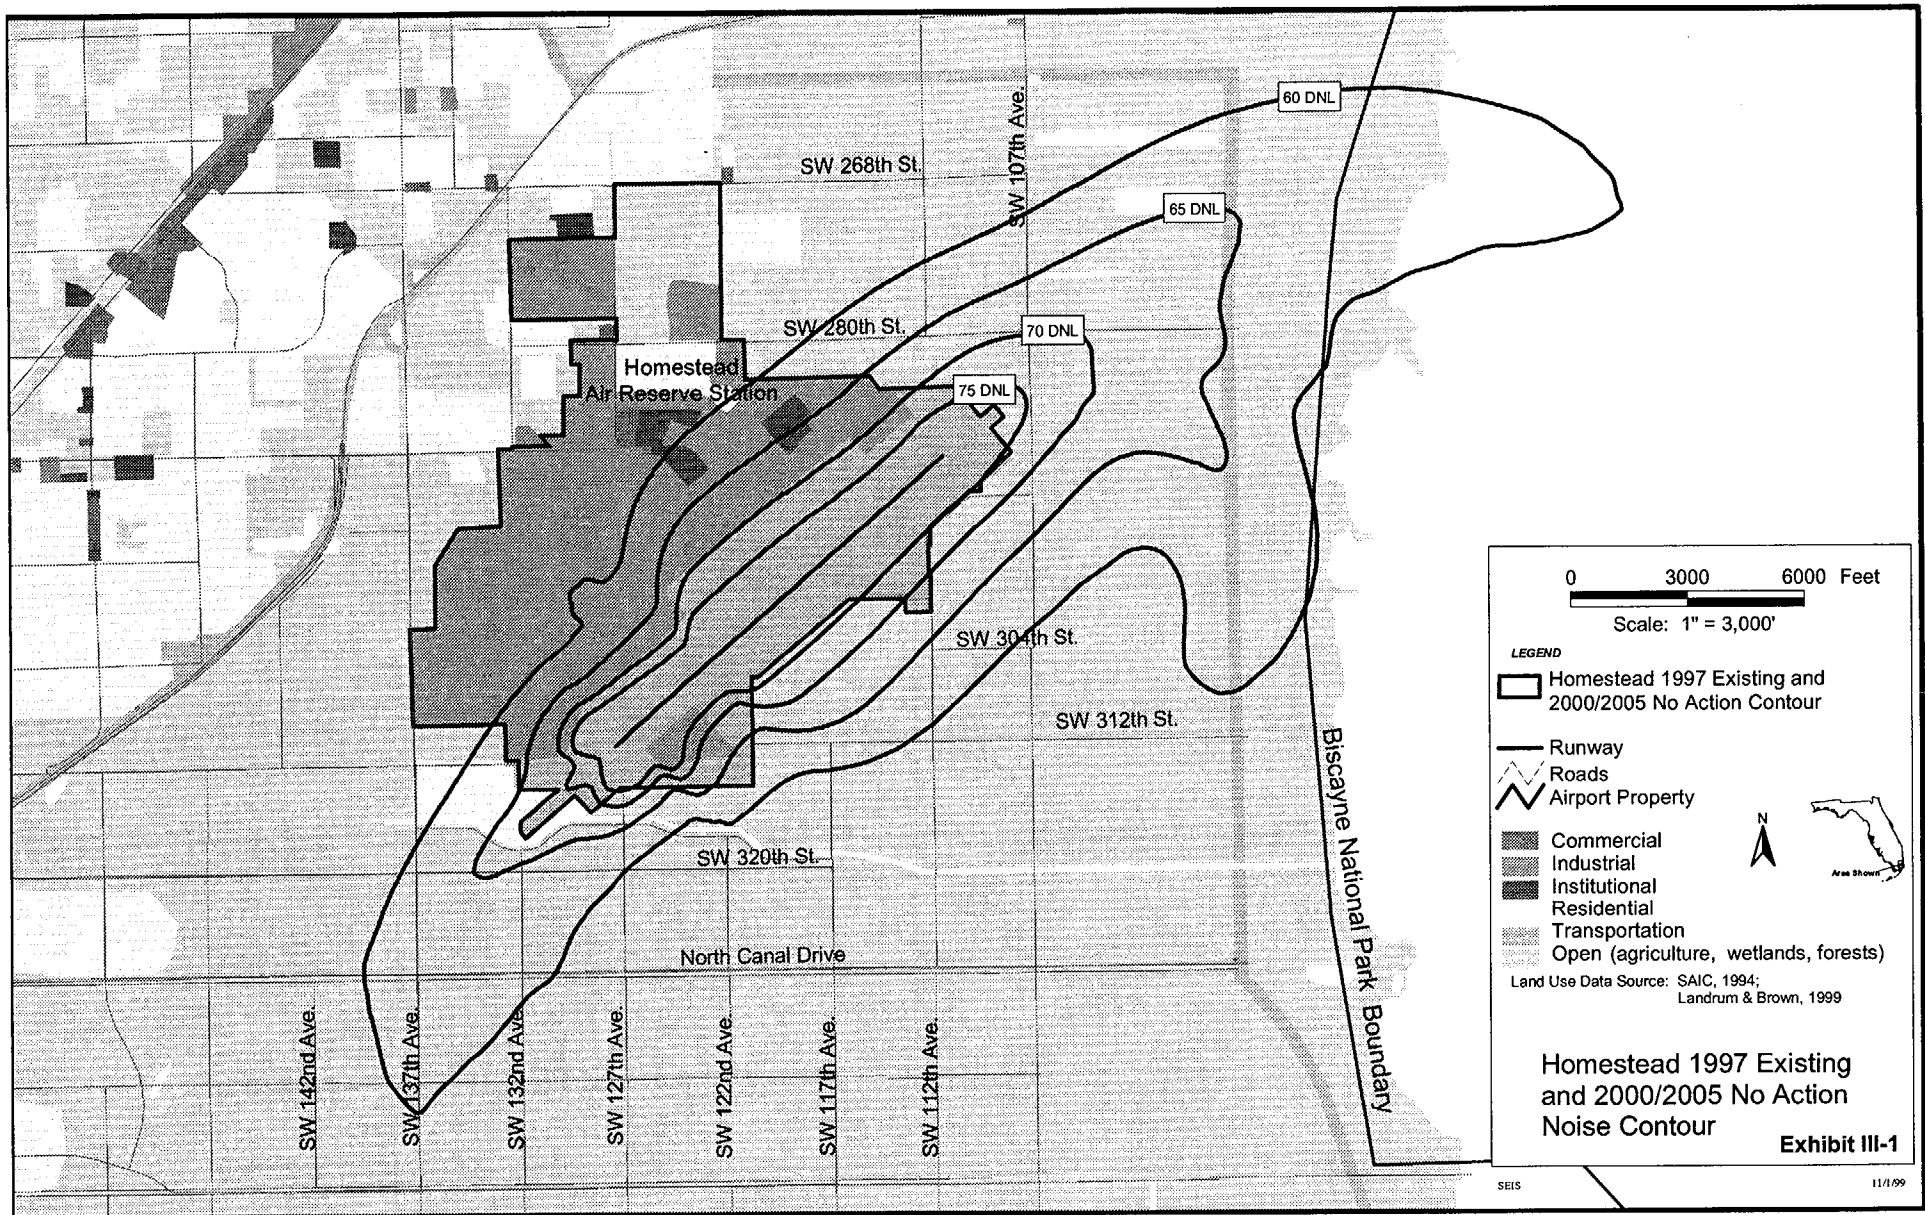 60 DNL
SW 268th St.
SW 107th Ave.
65 DNL
SW 280th St.
70 DNL
Homestead
Air Reserve Station
75 DNL
SW 304th St.
SW 312th St.
SW 320th St.
North Canal Drive
SW 142nd Ave.
SW 137th Ave.
SW 132nd Ave.
SW 127th Ave.
SW 122nd Ave.
SW 117th Ave.
SW 112th Ave.
Biscayne National Park Boundary
0 3000 6000 Feet
Scale: 1" = 3,000'
LEGEND
Homestead 1997 Existing and
2000/2005 No Action Contour
Runway
Roads
Airport Property
N
Area Shown
Commercial
Industrial
Institutional
Residential
Transportation
Open (agriculture, wetlands, forests)
Land Use Data Source: SAIC, 1994;
Landrum & Brown, 1999
Homestead 1997 Existing
and 2000/2005 No Action
Noise Contour
Exhibit III-1
SEIS
11/1/99